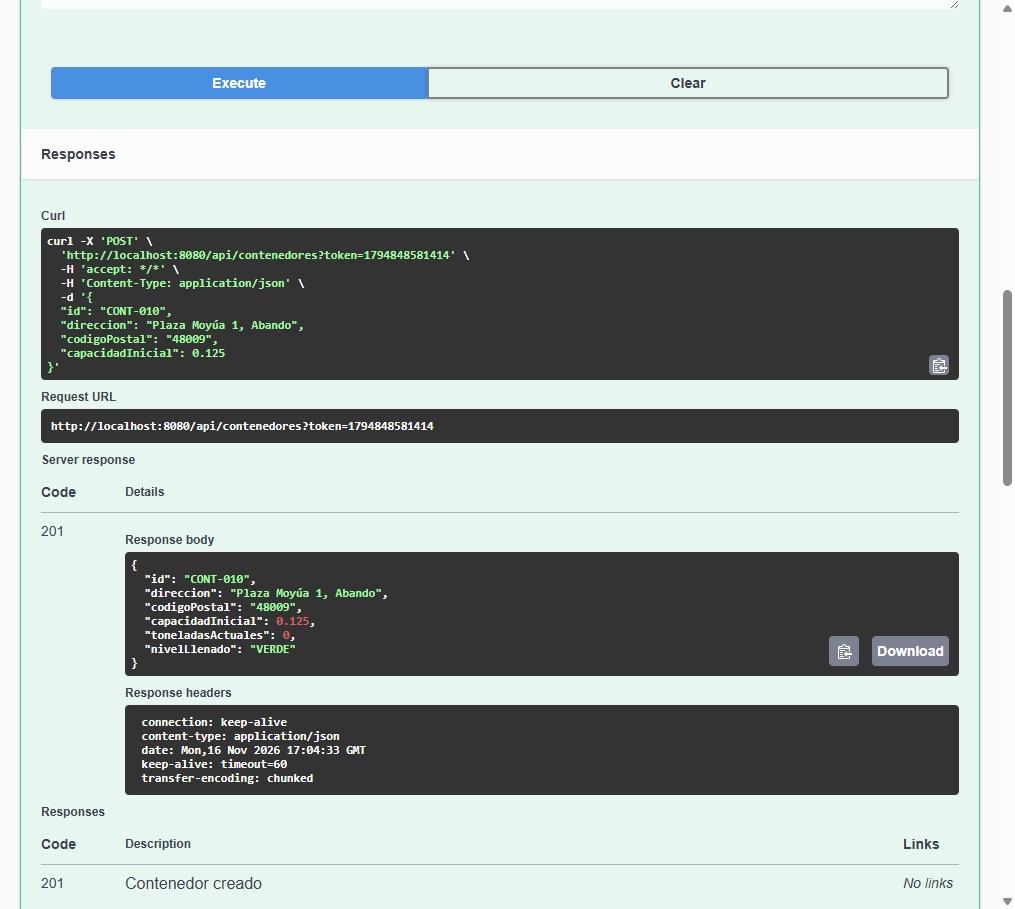 Execute
Clear
Responses
Curl
curl -X 'POST' \
'http://localhost:8080/api/contenedores?token=1794848581414' \
-H 'accept: */*' \
-H 'Content-Type: application/json' \
-d '{
"id": "CONT-010",
"direccion": "Plaza Moyúa 1, Abando",
"codigoPostal": "48009",
"capacidadInicial": 0.125
}'
Request URL
http://localhost:8080/api/contenedores?token=1794848581414
Server response
Code Details
201
Response body
{
"id": "CONT-010",
"direccion": "Plaza Moyúa 1, Abando",
"codigoPostal": "48009",
"capacidadInicial": 0.125,
"toneladasActuales": 0,
"nivelLlenado": "VERDE"
}
Download
Response headers
connection: keep-alive
content-type: application/json
date: Mon,16 Nov 2026 17:04:33 GMT
keep-alive: timeout=60
transfer-encoding: chunked
Responses
Code Description Links
201 Contenedor creado No links